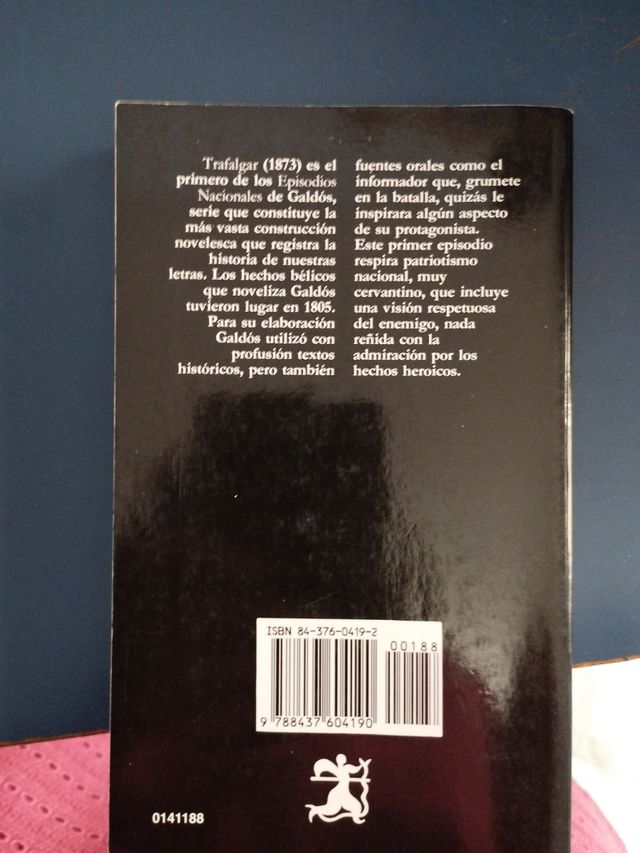 Trafalgar (1873) es el
primero de los Episodios
Nacionales de Galdós,
serie que constituye la
más vasta construcción
novelesca que registra la
historia de nuestras
letras. Los hechos bélicos
que noveliza Galdós
tuvieron lugar en 1805.
Para su elaboración
Galdós utilizó con
profusión textos
históricos, pero también
fuentes orales como el
informador que, grumete
en la batalla, quizás le
inspirara algún aspecto
de su protagonista.
Este primer episodio
respira patriotismo
nacional, muy
cervantino, que incluye
una visión respetuosa
del enemigo, nada
reñida con la
admiración por los
hechos heroicos.
ISBN 84-376-0419-2
00188
9 788437 604190
0141188